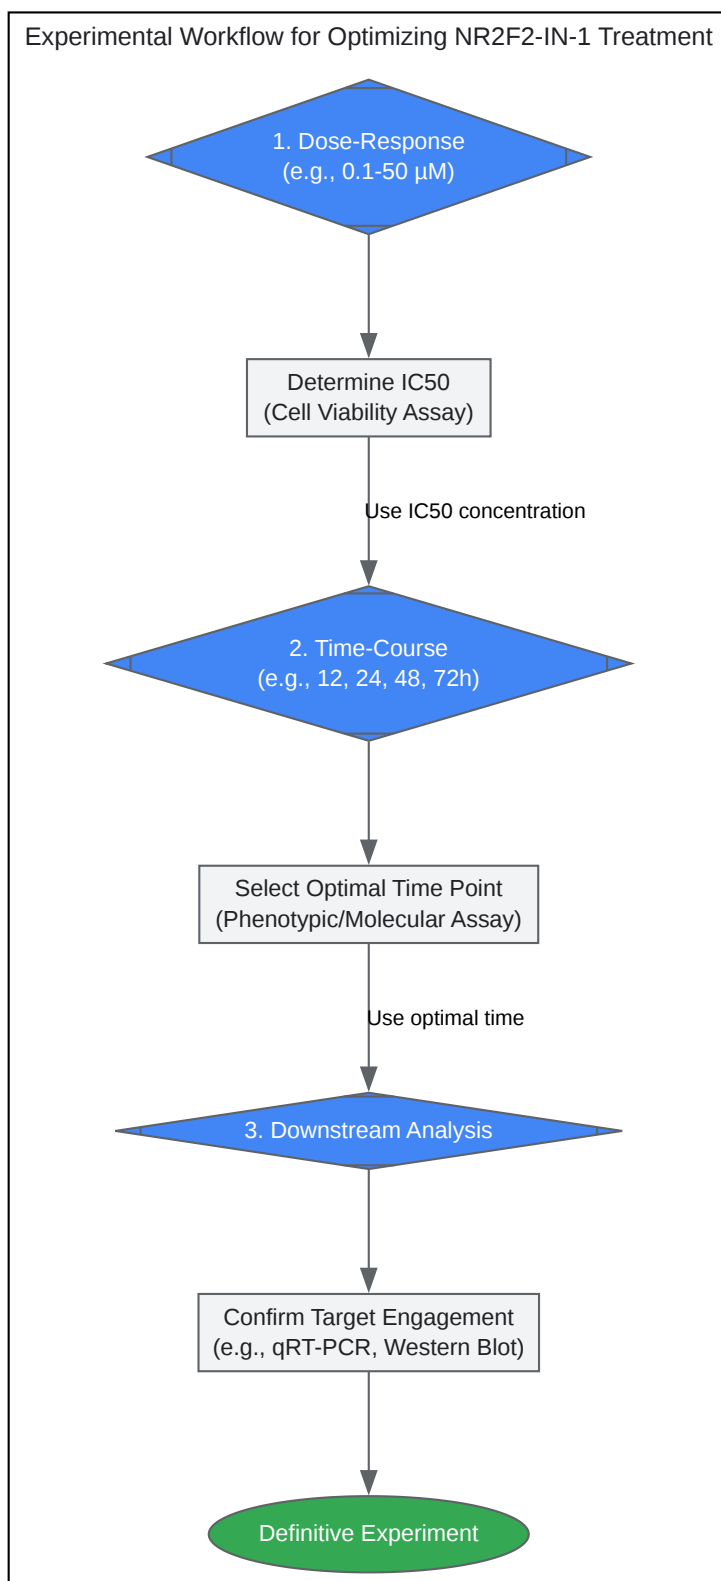 Experimental Workflow for Optimizing NR2F2-IN-1 Treatment
1. Dose-Response
(e.g., 0.1-50 µM)
Determine IC50
(Cell Viability Assay)
Use IC50 concentration
2. Time-Course
(e.g., 12, 24, 48, 72h)
Select Optimal Time Point
(Phenotypic/Molecular Assay)
Use optimal time
3. Downstream Analysis
Confirm Target Engagement
(e.g., qRT-PCR, Western Blot)
Definitive Experiment